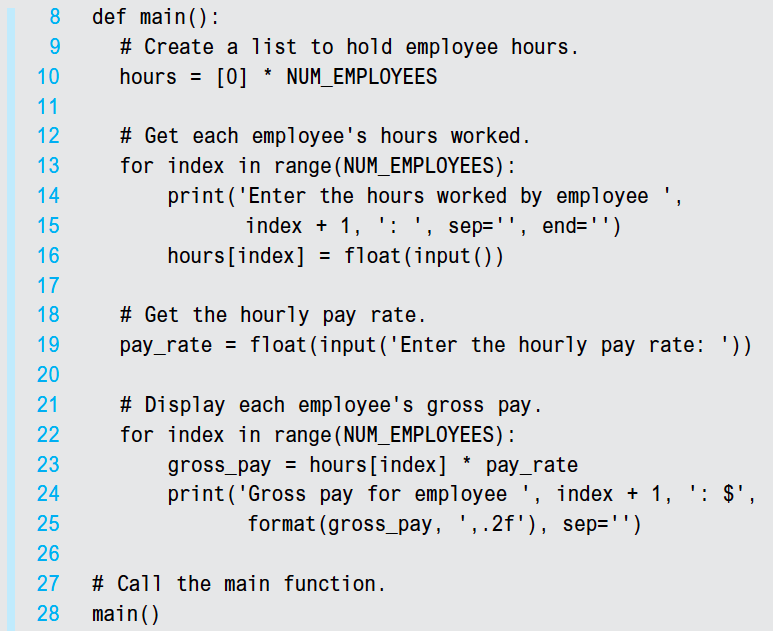 8 def main():
9 # Create a list to hold employee hours.
10 hours = [0] * NUM_EMPLOYEES
11
12 # Get each employee's hours worked.
13 for index in range(NUM_EMPLOYEES):
14 print('Enter the hours worked by employee ',
15 index + 1, ': ', sep='', end='')
16 hours[index] = float(input())
17
18 # Get the hourly pay rate.
19 pay_rate = float(input('Enter the hourly pay rate: '))
20
21 # Display each employee's gross pay.
22 for index in range(NUM_EMPLOYEES):
23 gross_pay = hours[index] * pay_rate
24 print('Gross pay for employee ', index + 1, ': $',
25 format(gross_pay, ',.2f'), sep='')
26
27 # Call the main function.
28 main()